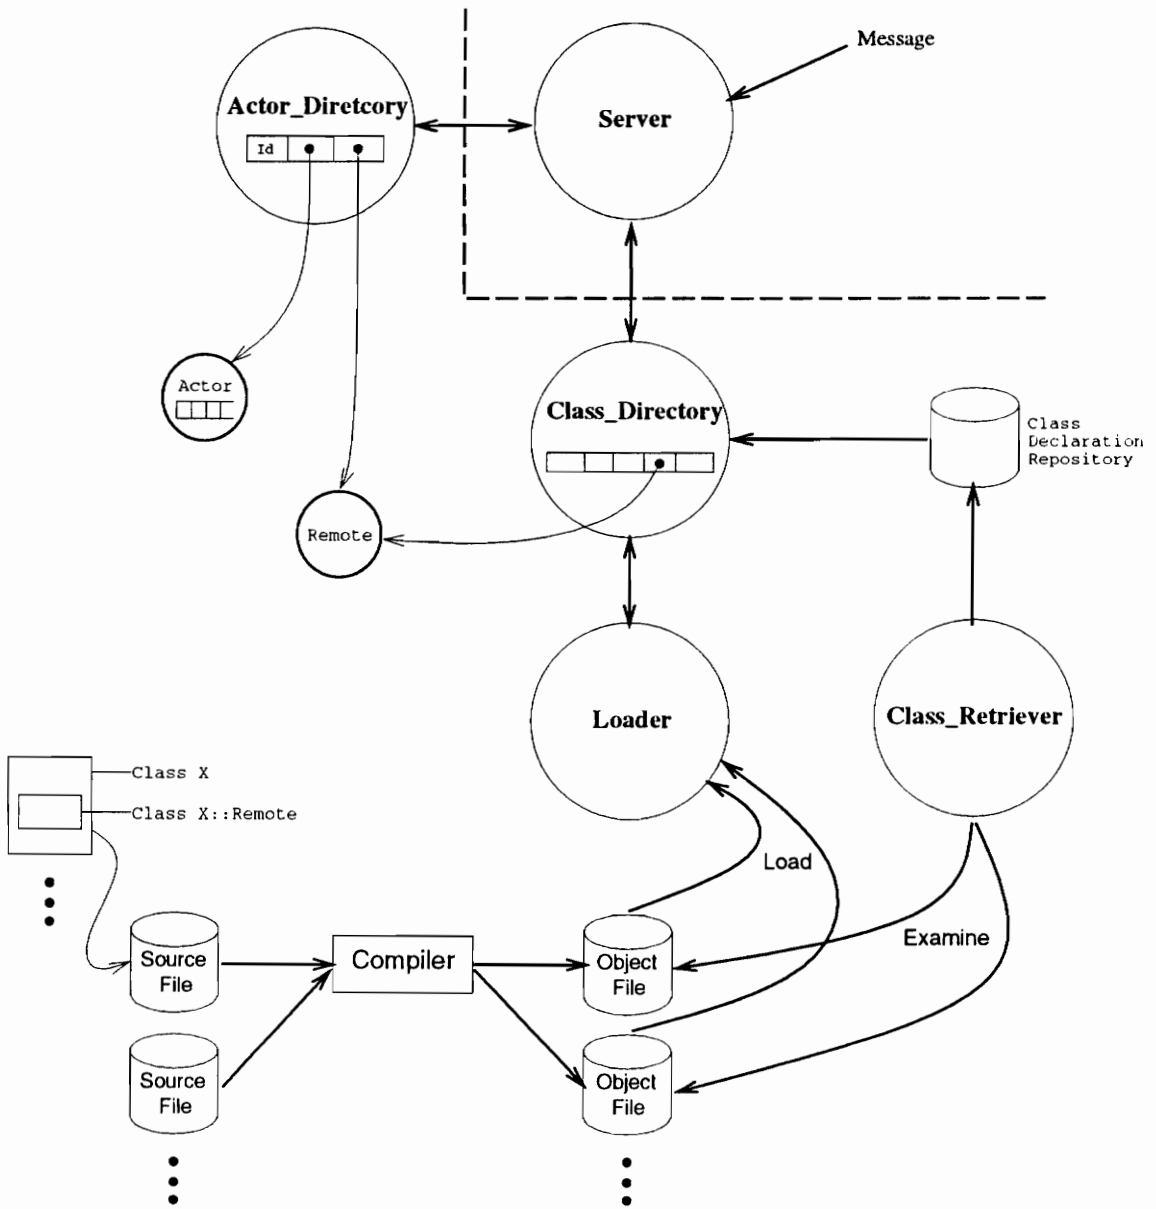 Message
Actor_Diretcory
Server
Id
Actor
Class_Directory
Class
Declaration
Repository
Remote
Loader
Class_Retriever
Class X
Class X::Remote
Load
Examine
Source
File
Compiler
Object
File
Source
File
Object
File